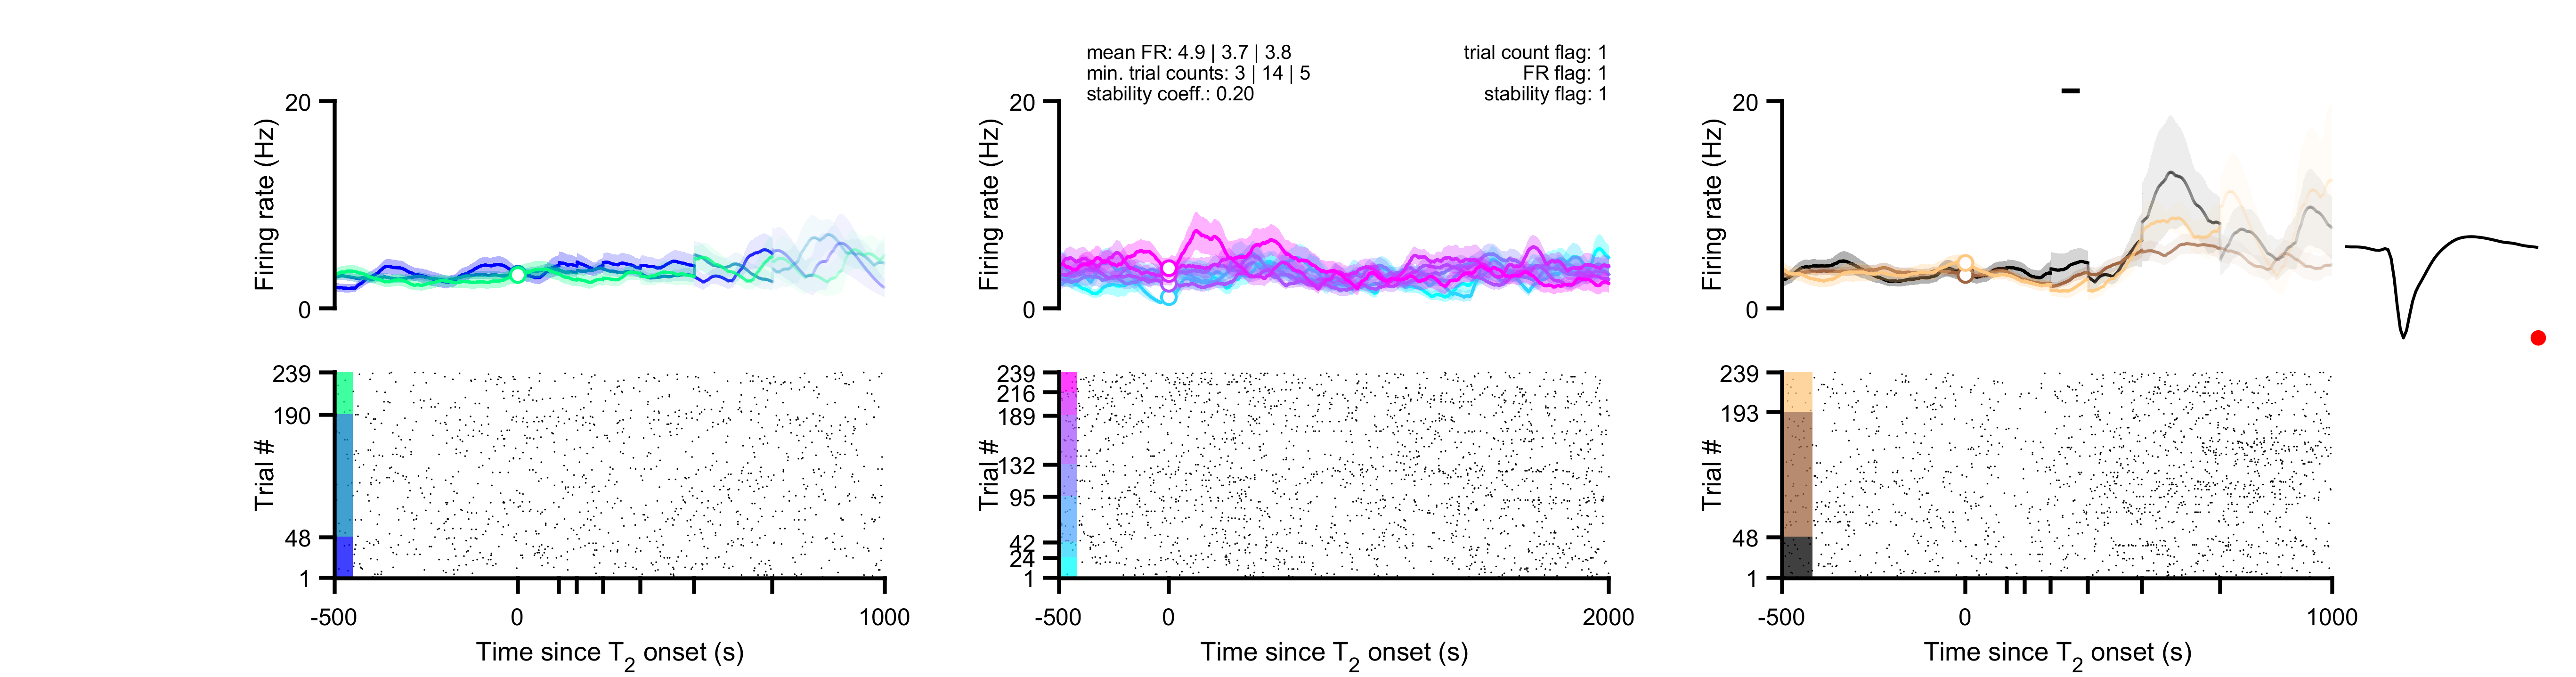 mean FR: 4.9 | 3.7 | 3.8
min. trial counts: 3 | 14 | 5
stability coeff.: 0.20
trial count flag: 1
FR flag: 1
stability flag: 1
20
0
Firing rate (Hz)
239
190
48
1
Trial #
-500
0
1000
Time since T2 onset (s)
20
0
Firing rate (Hz)
239
216
189
132
95
42
24
1
Trial #
-500
0
2000
Time since T2 onset (s)
20
0
Firing rate (Hz)
239
193
48
1
Trial #
-500
0
1000
Time since T2 onset (s)